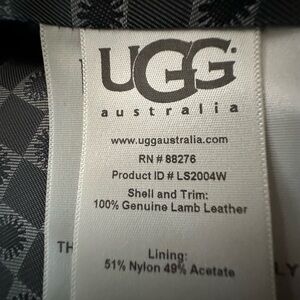 UGG
australia
www.uggaustralia.com
RN # 88276
Product ID # LS2004W
Shell and Trim:
100% Genuine Lamb Leather
Lining:
51% Nylon 49% Acetate